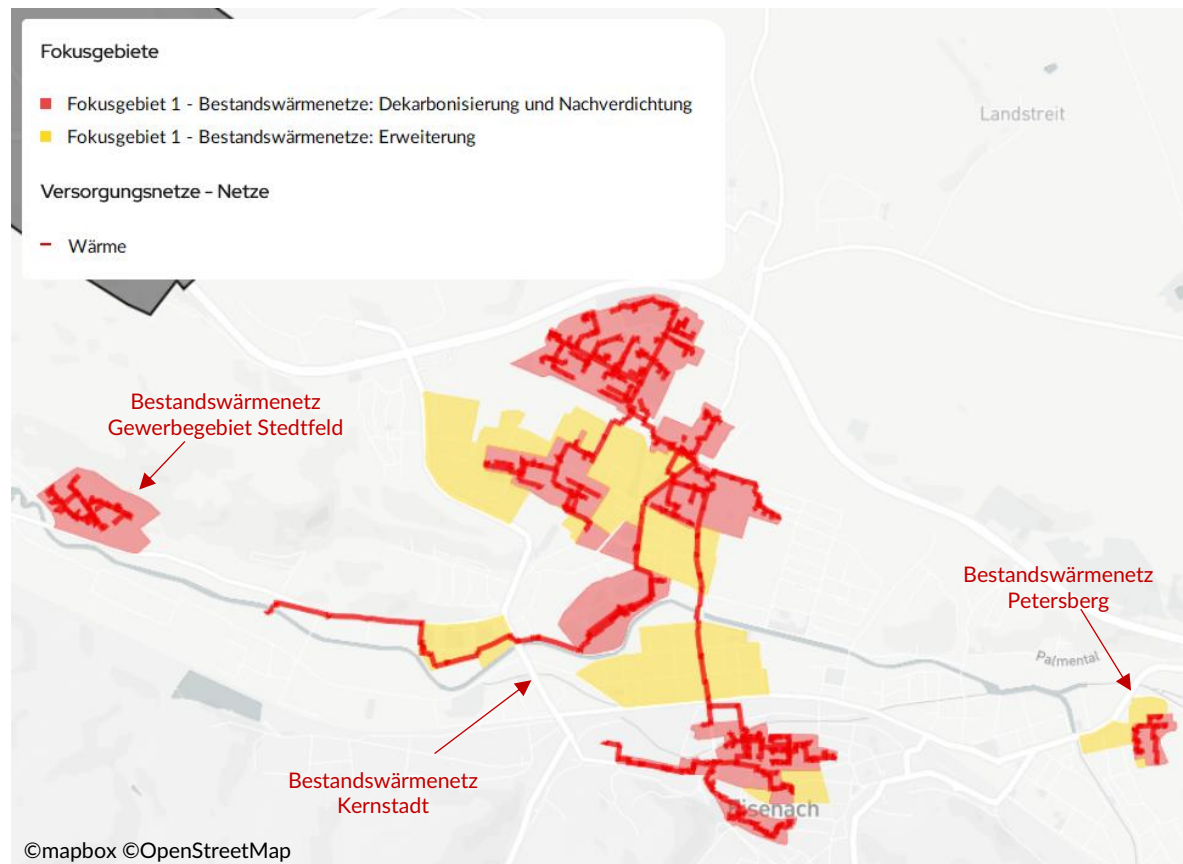 Fokusgebiete
Fokusgebiet 1 - Bestandswärmenetze: Dekarbonisierung und Nachverdichtung
Fokusgebiet 1 - Bestandswärmenetze: Erweiterung
Versorgungsnetze - Netze
Wärme
Landstreit
Bestandswärmenetz
Gewerbegebiet Stedtfeld
Bestandswärmenetz
Petersberg
Palmental
Bestandswärmenetz
Kernstadt
Eisenach
©mapbox ©OpenStreetMap